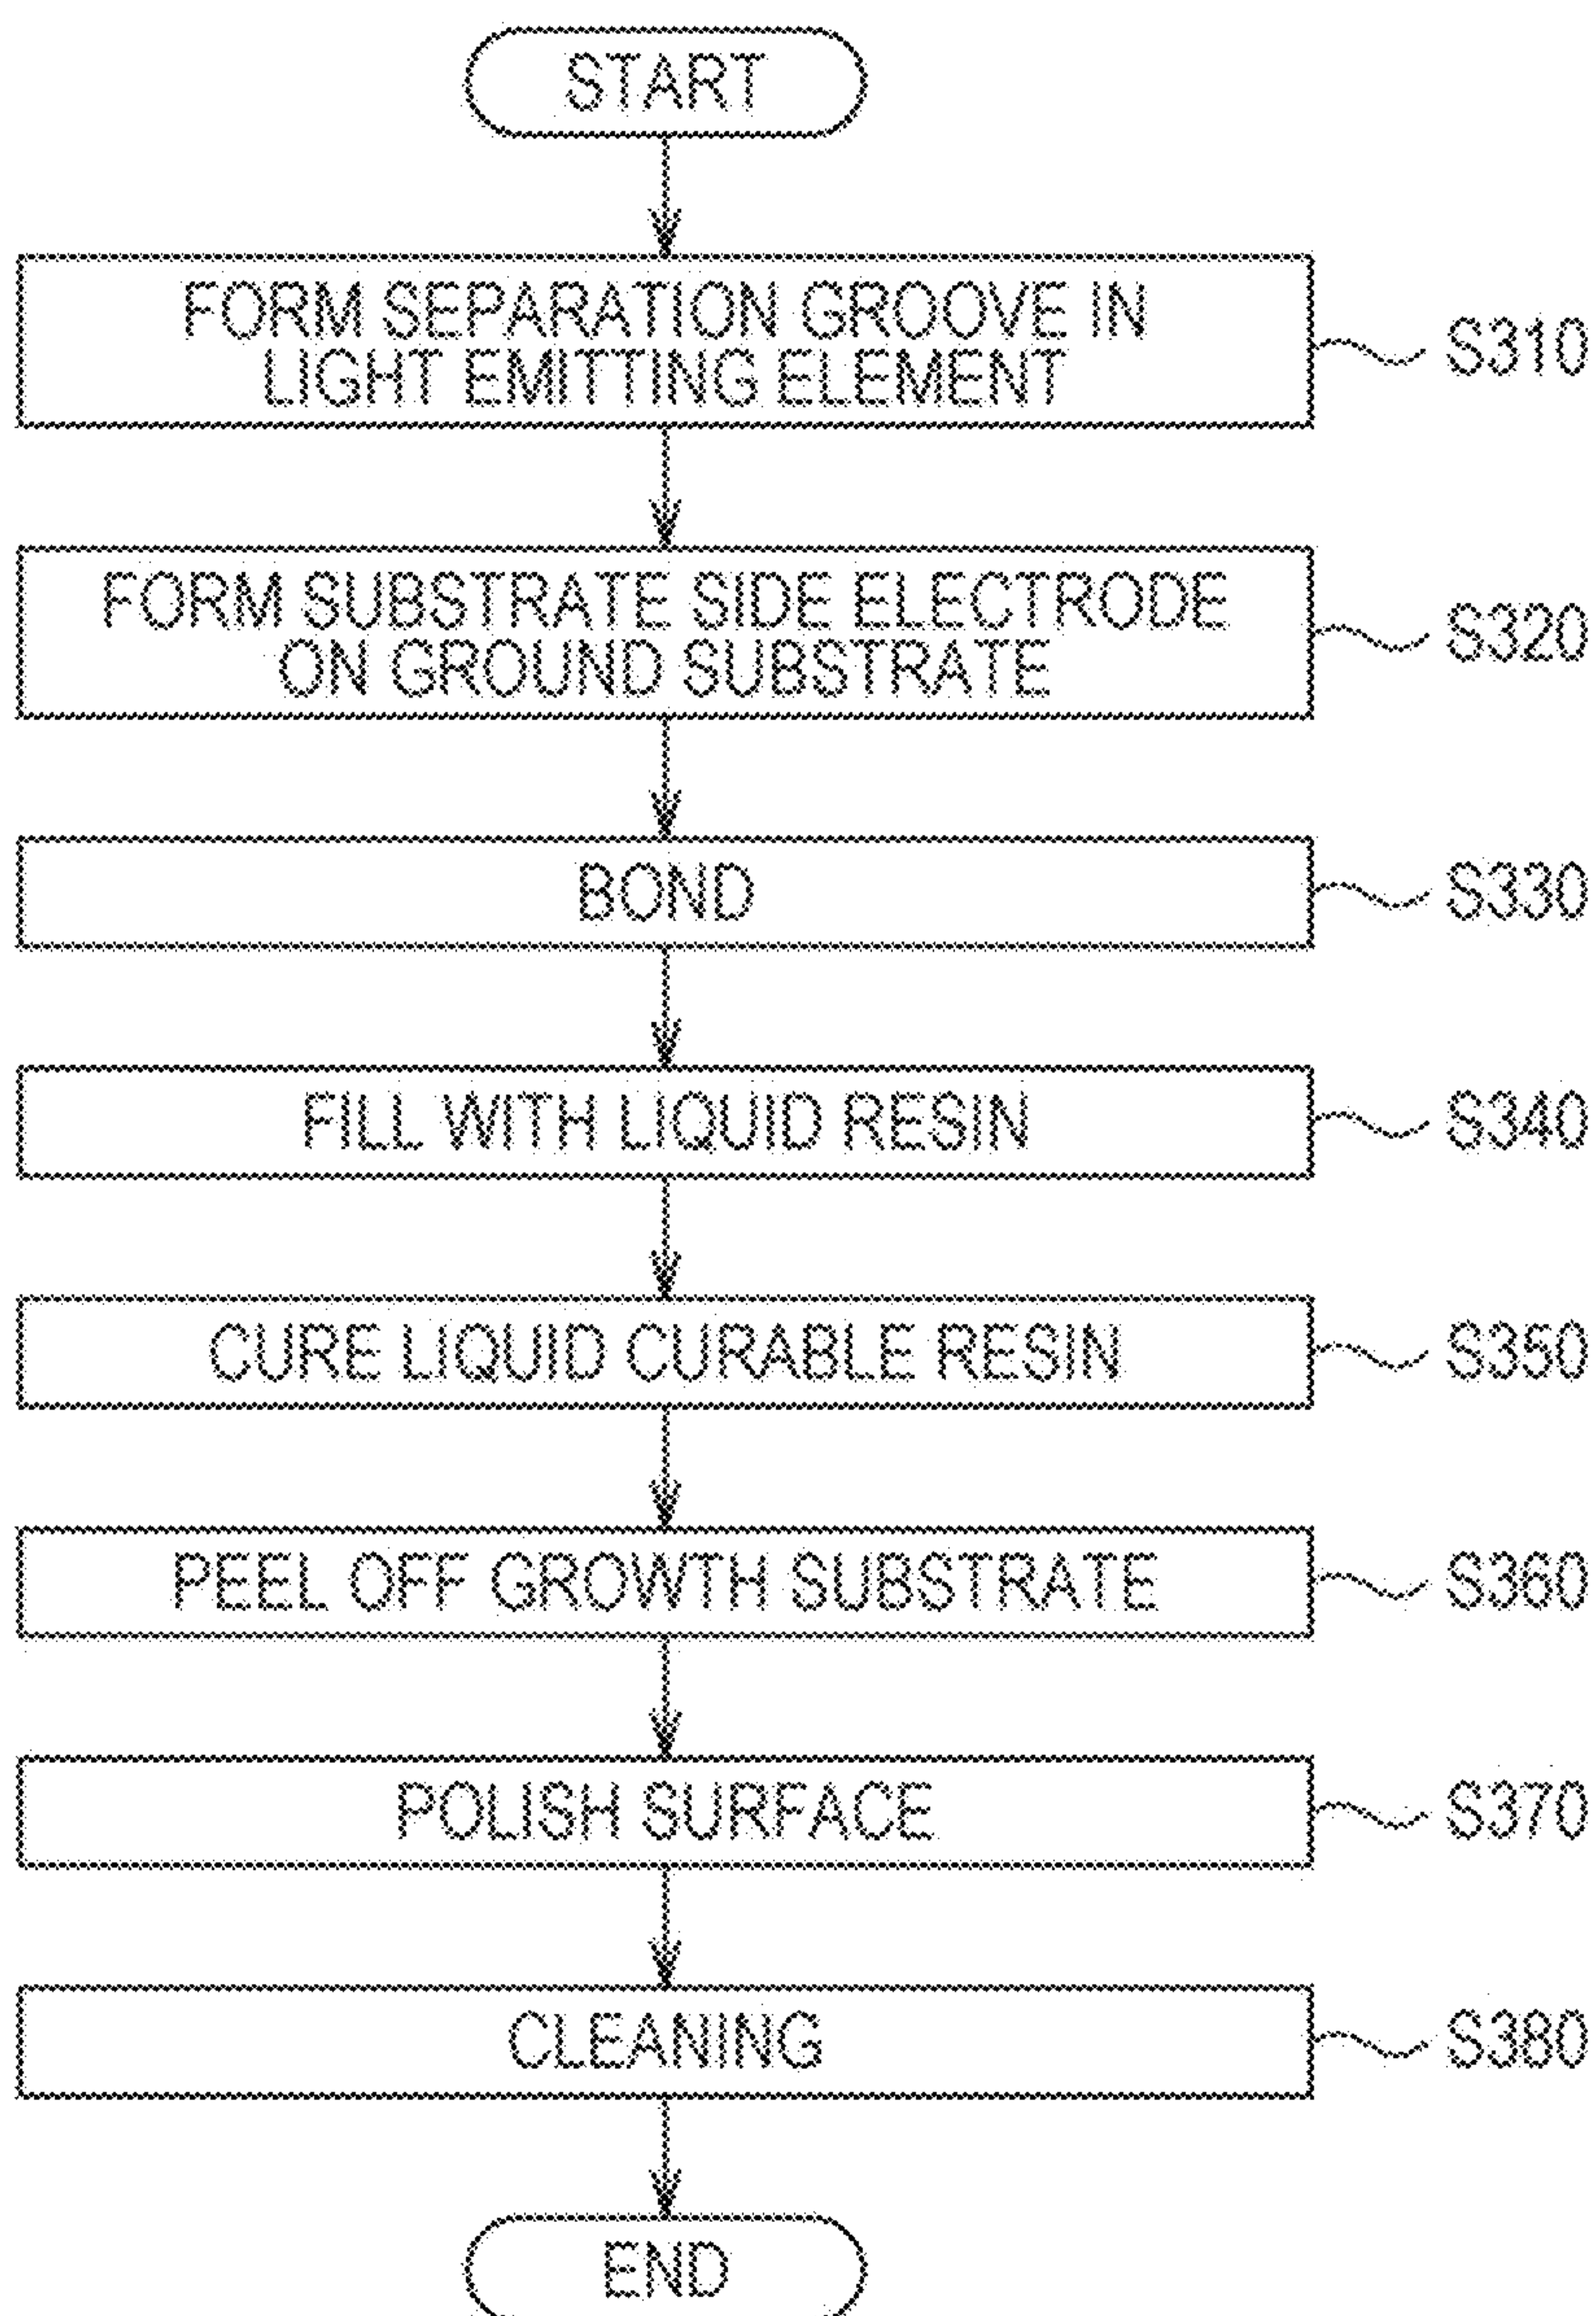 START
FORM SEPARATION GROOVE IN
LIGHT EMITTING ELEMENT
S310
FORM SUBSTRATE SIDE ELECTRODE
ON GROUND SUBSTRATE
S320
BOND
S330
FILL WITH LIQUID RESIN
S340
CURE LIQUID CURABLE RESIN
S350
PEEL OFF GROWTH SUBSTRATE
S360
POLISH SURFACE
S370
CLEANING
S380
END